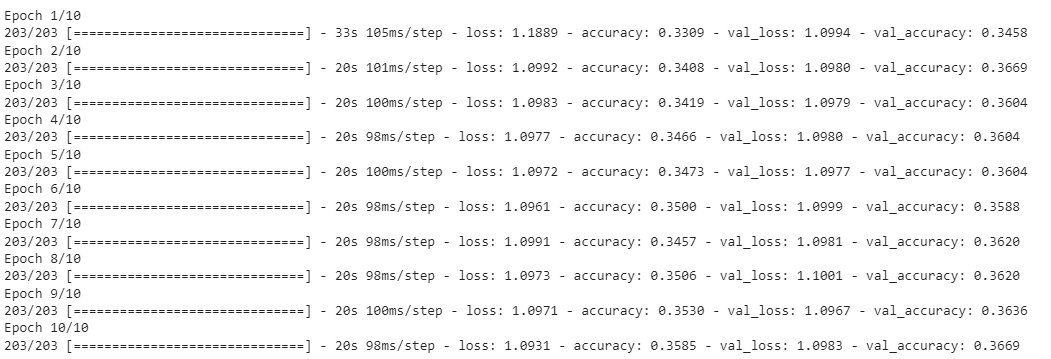 Epoch 1/10
203/203 [==============================] - 33s 105ms/step - loss: 1.1889 - accuracy: 0.3309 - val_loss: 1.0994 - val_accuracy: 0.3458
Epoch 2/10
203/203 [==============================] - 20s 101ms/step - loss: 1.0992 - accuracy: 0.3408 - val_loss: 1.0980 - val_accuracy: 0.3669
Epoch 3/10
203/203 [==============================] - 20s 100ms/step - loss: 1.0983 - accuracy: 0.3419 - val_loss: 1.0979 - val_accuracy: 0.3604
Epoch 4/10
203/203 [==============================] - 20s 98ms/step - loss: 1.0977 - accuracy: 0.3466 - val_loss: 1.0980 - val_accuracy: 0.3604
Epoch 5/10
203/203 [==============================] - 20s 100ms/step - loss: 1.0972 - accuracy: 0.3473 - val_loss: 1.0977 - val_accuracy: 0.3604
Epoch 6/10
203/203 [==============================] - 20s 98ms/step - loss: 1.0961 - accuracy: 0.3500 - val_loss: 1.0999 - val_accuracy: 0.3588
Epoch 7/10
203/203 [==============================] - 20s 98ms/step - loss: 1.0991 - accuracy: 0.3457 - val_loss: 1.0981 - val_accuracy: 0.3620
Epoch 8/10
203/203 [==============================] - 20s 98ms/step - loss: 1.0973 - accuracy: 0.3506 - val_loss: 1.1001 - val_accuracy: 0.3620
Epoch 9/10
203/203 [==============================] - 20s 100ms/step - loss: 1.0971 - accuracy: 0.3530 - val_loss: 1.0967 - val_accuracy: 0.3636
Epoch 10/10
203/203 [==============================] - 20s 98ms/step - loss: 1.0931 - accuracy: 0.3585 - val_loss: 1.0983 - val_accuracy: 0.3669